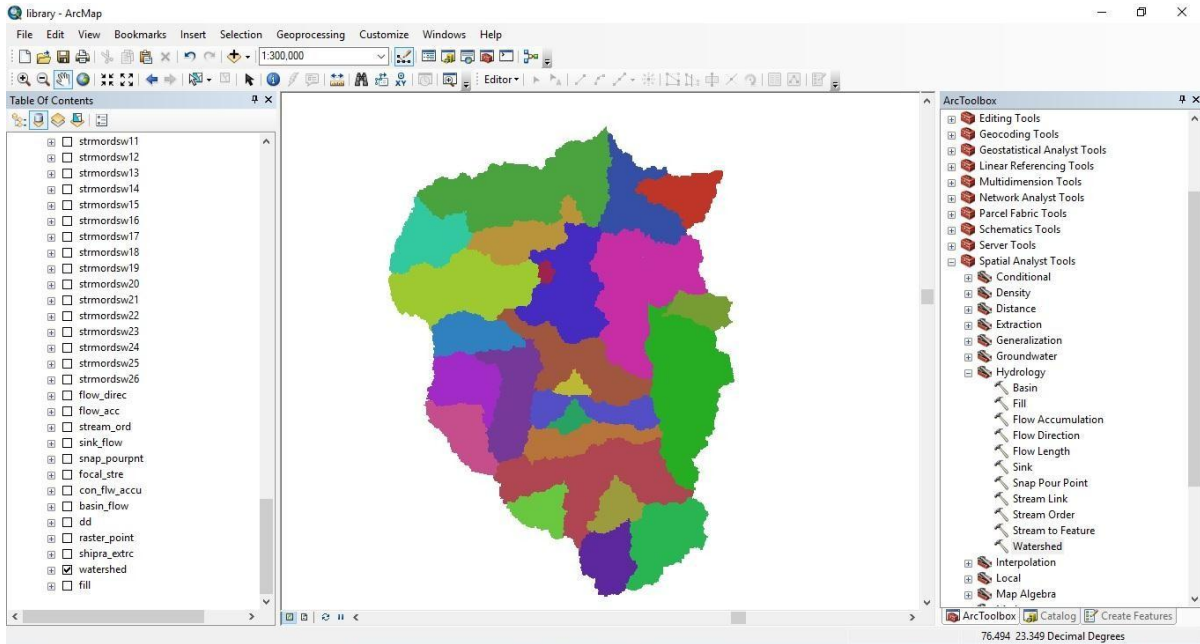 library - ArcMap
File Edit View Bookmarks Insert Selection Geoprocessing Customize Windows Help
1:300,000
Editor
Table Of Contents
strmordsw11
strmordsw12
strmordsw13
strmordsw14
strmordsw15
strmordsw16
strmordsw17
strmordsw18
strmordsw19
strmordsw20
strmordsw21
strmordsw22
strmordsw23
strmordsw24
strmordsw25
strmordsw26
flow_direc
flow_acc
stream_ord
sink_flow
snap_pourpnt
focal_stre
con_flw_accu
basin_flow
dd
raster_point
shipra_extrc
watershed
fill
ArcToolbox
Editing Tools
Geocoding Tools
Geostatistical Analyst Tools
Linear Referencing Tools
Multidimension Tools
Network Analyst Tools
Parcel Fabric Tools
Schematics Tools
Server Tools
Spatial Analyst Tools
Conditional
Density
Distance
Extraction
Generalization
Groundwater
Hydrology
Basin
Fill
Flow Accumulation
Flow Direction
Flow Length
Sink
Snap Pour Point
Stream Link
Stream Order
Stream to Feature
Watershed
Interpolation
Local
Map Algebra
ArcToolbox Catalog Create Features
76.494 23.349 Decimal Degrees